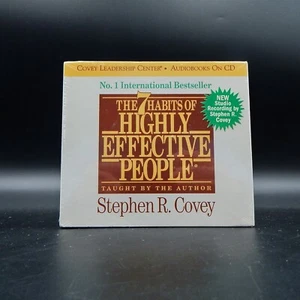 Covey Leadership Center • Audiobooks On CD
No. 1 International Bestseller
NEW
Studio
Recording by
Stephen R.
Covey
THE 7 HABITS OF
HIGHLY
EFFECTIVE
PEOPLE
TAUGHT BY THE AUTHOR
Stephen R. Covey